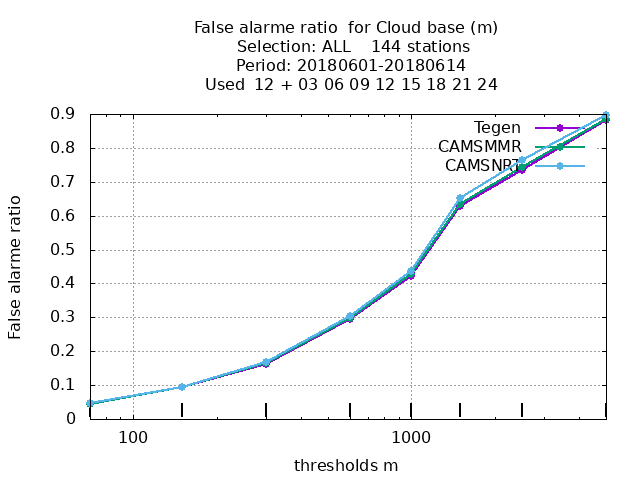 False alarme ratio  for Cloud base (m)
Selection: ALL    144 stations
Period: 20180601-20180614
Used  12 + 03 06 09 12 15 18 21 24
0.9
0.8
0.7
0.6
0.5
0.4
0.3
0.2
0.1
0
False alarme ratio
Tegen
CAMSMMR
CAMSNRT
100
1000
thresholds m